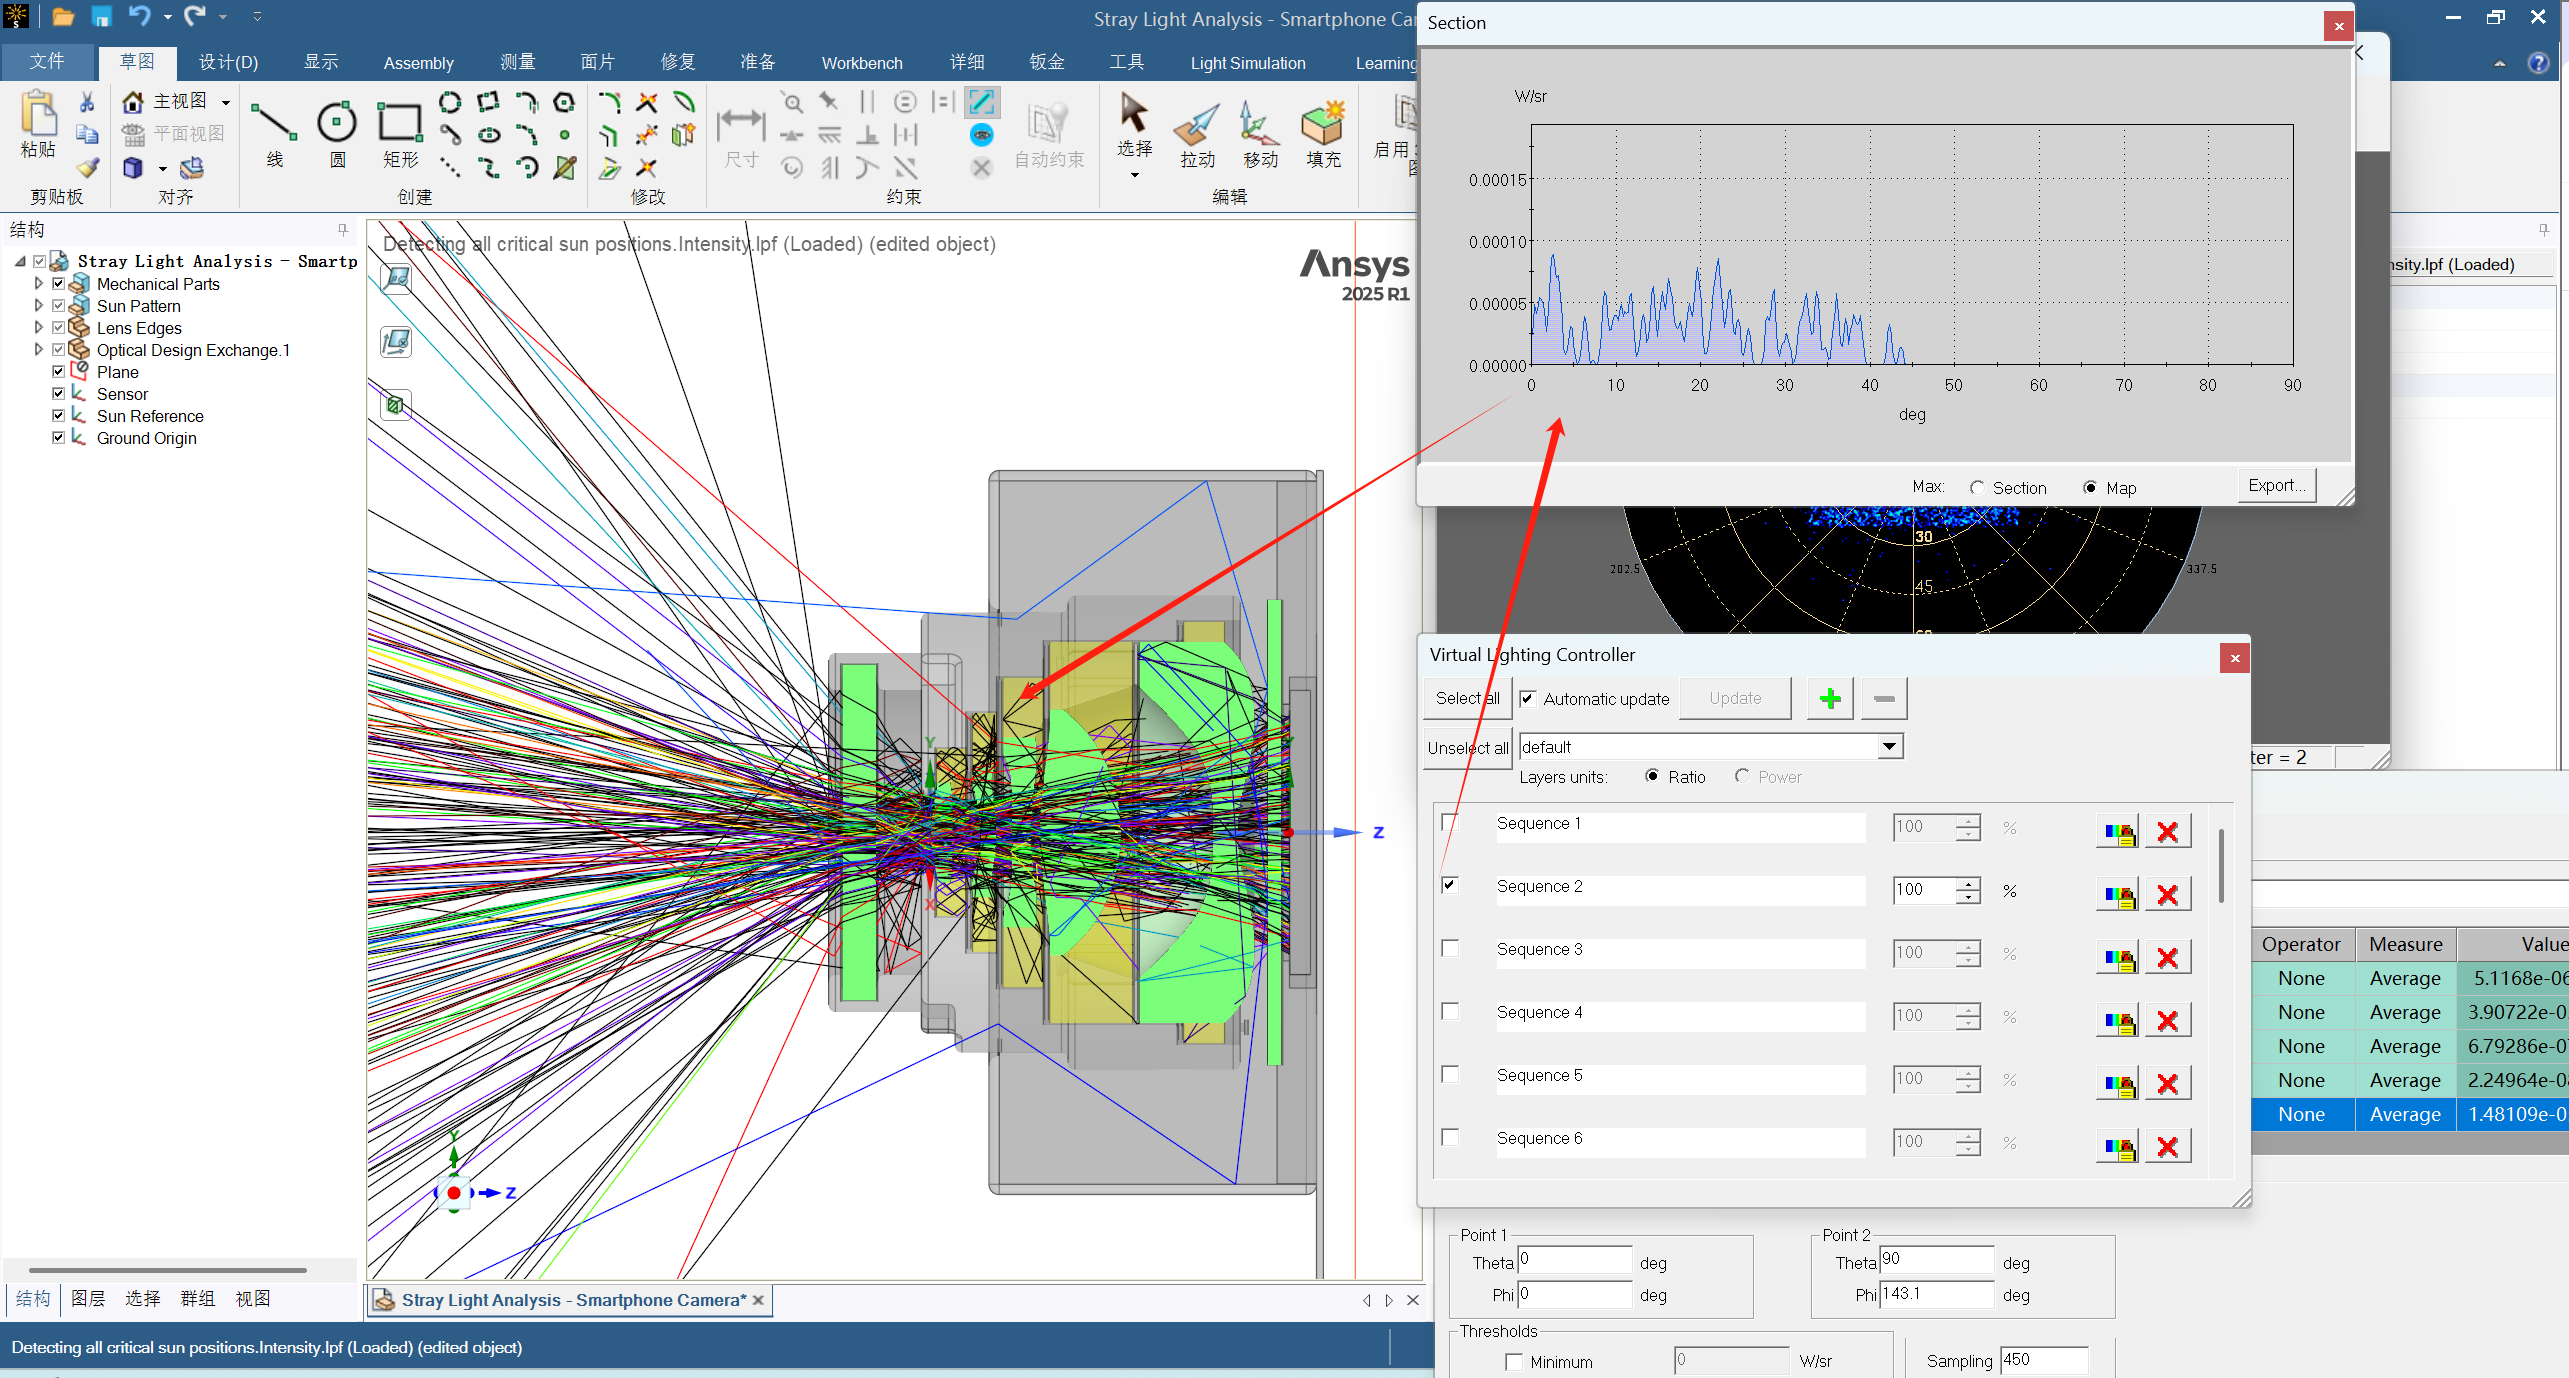 Stray Light Analysis - Smartphone Ca
文件
草图
设计(D)
显示
Assembly
测量
面片
修复
准备
Workbench
详细
钣金
工具
Light Simulation
Learning
粘贴
剪贴板
主视图
平面视图
对齐
线
圆
矩形
创建
修改
尺寸
自动约束
约束
选择
拉动
移动
填充
编辑
启用
图
结构
Stray Light Analysis - Smartp
Mechanical Parts
Sun Pattern
Lens Edges
Optical Design Exchange.1
Plane
Sensor
Sun Reference
Ground Origin
结构
图层
选择
群组
视图
Detecting all critical sun positions.Intensity.lpf (Loaded) (edited object)
Ansys
2025 R1
Y
X
Z
Y
Z
Stray Light Analysis - Smartphone Camera*
Detecting all critical sun positions.Intensity.lpf (Loaded) (edited object)
Section
W/sr
0.00015
0.00010
0.00005
0.00000
0
10
20
30
40
50
60
70
80
90
deg
Max:
Section
Map
Export...
nsity.lpf (Loaded)
30
45
60
202.5
337.5
Virtual Lighting Controller
Select all
Automatic update
Update
Unselect all
default
Layers units:
Ratio
Power
Sequence 1
100
%
Sequence 2
100
%
Sequence 3
100
%
Sequence 4
100
%
Sequence 5
100
%
Sequence 6
100
%
ter = 2
Operator
Measure
Value
None
Average
5.1168e-06
None
Average
3.90722e-0
None
Average
6.79286e-0
None
Average
2.24964e-0
None
Average
1.48109e-0
Point 1
Theta
0
deg
Phi
0
deg
Point 2
Theta
90
deg
Phi
143.1
deg
Thresholds
Minimum
0
W/sr
Sampling
450